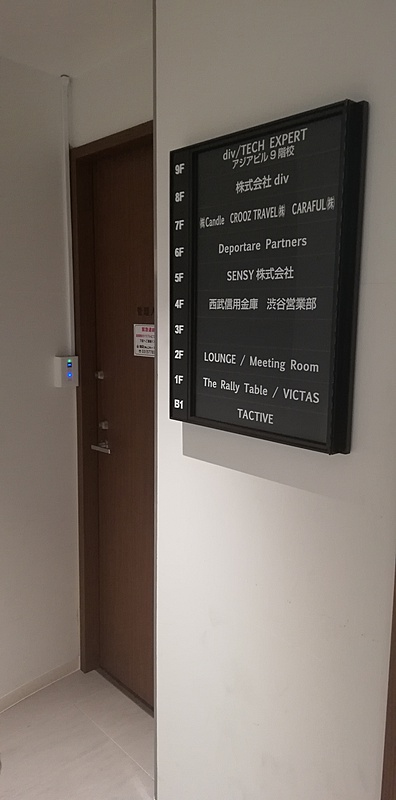 div/TECH EXPERT
アジアビル9階校
9F
8F 株式会社 div
7F ㈱Candle CROOZ TRAVEL㈱ CARAFUL㈱
6F Deportare Partners
5F SENSY 株式会社
4F 西武信用金庫 渋谷営業部
3F
2F LOUNGE / Meeting Room
1F The Rally Table / VICTAS
B1 TACTIVE